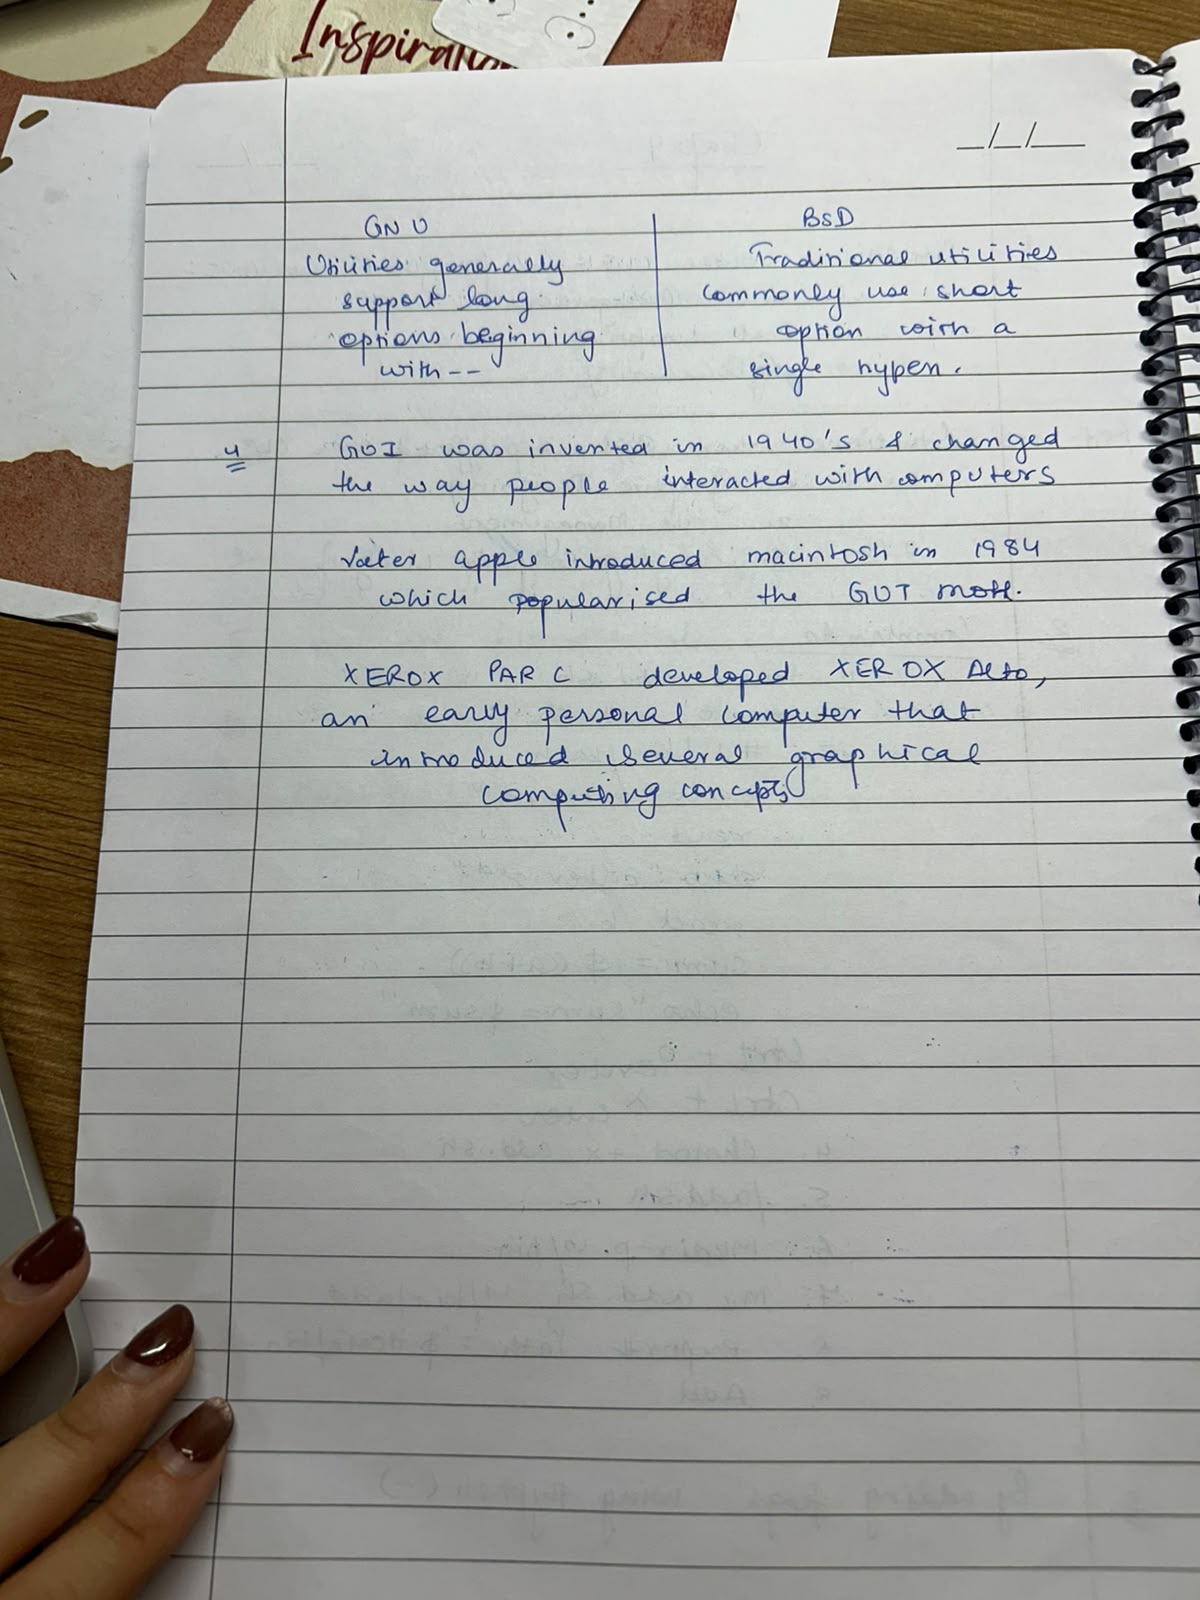 Inspirati
_/_/__
GNU BSD
Utilities generally Traditional utilities
support long commonly use short
options beginning option with a
with -- single hypen.
4 GUI was invented in 1940's & changed
the way people interacted with computers
Later apple introduced macintosh in 1984
which popularised the GUI
XEROX PARC developed XEROX Alto,
an early personal computer that
introduced several graphical
computing concepts